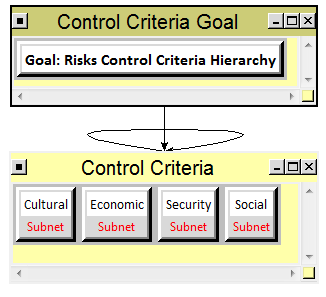 Control Criteria Goal
Goal: Risks Control Criteria Hierarchy
Control Criteria
Cultural Economic Security Social
Subnet Subnet Subnet Subnet